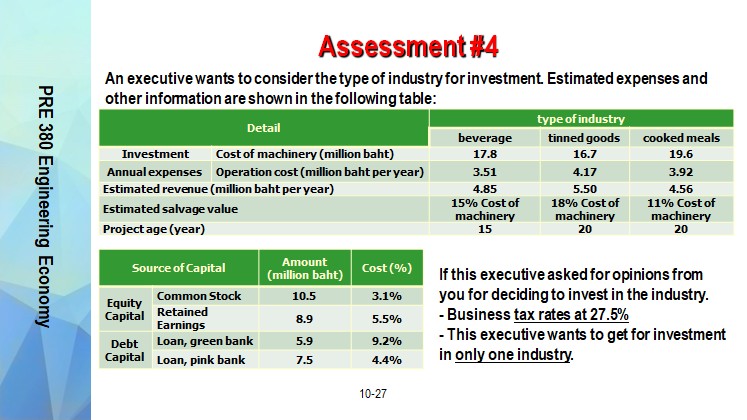 Assessment #4
PRE 380 Engineering Economy
An executive wants to consider the type of industry for investment. Estimated expenses and
other information are shown in the following table:
Detail type of industry
beverage tinned goods cooked meals
Investment Cost of machinery (million baht) 17.8 16.7 19.6
Annual expenses Operation cost (million baht per year) 3.51 4.17 3.92
Estimated revenue (million baht per year) 4.85 5.50 4.56
Estimated salvage value 15% Cost of machinery 18% Cost of machinery 11% Cost of machinery
Project age (year) 15 20 20
Source of Capital Amount (million baht) Cost (%)
Equity Capital Common Stock 10.5 3.1%
Retained Earnings 8.9 5.5%
Debt Capital Loan, green bank 5.9 9.2%
Loan, pink bank 7.5 4.4%
If this executive asked for opinions from
you for deciding to invest in the industry.
- Business tax rates at 27.5%
- This executive wants to get for investment
in only one industry.
10-27